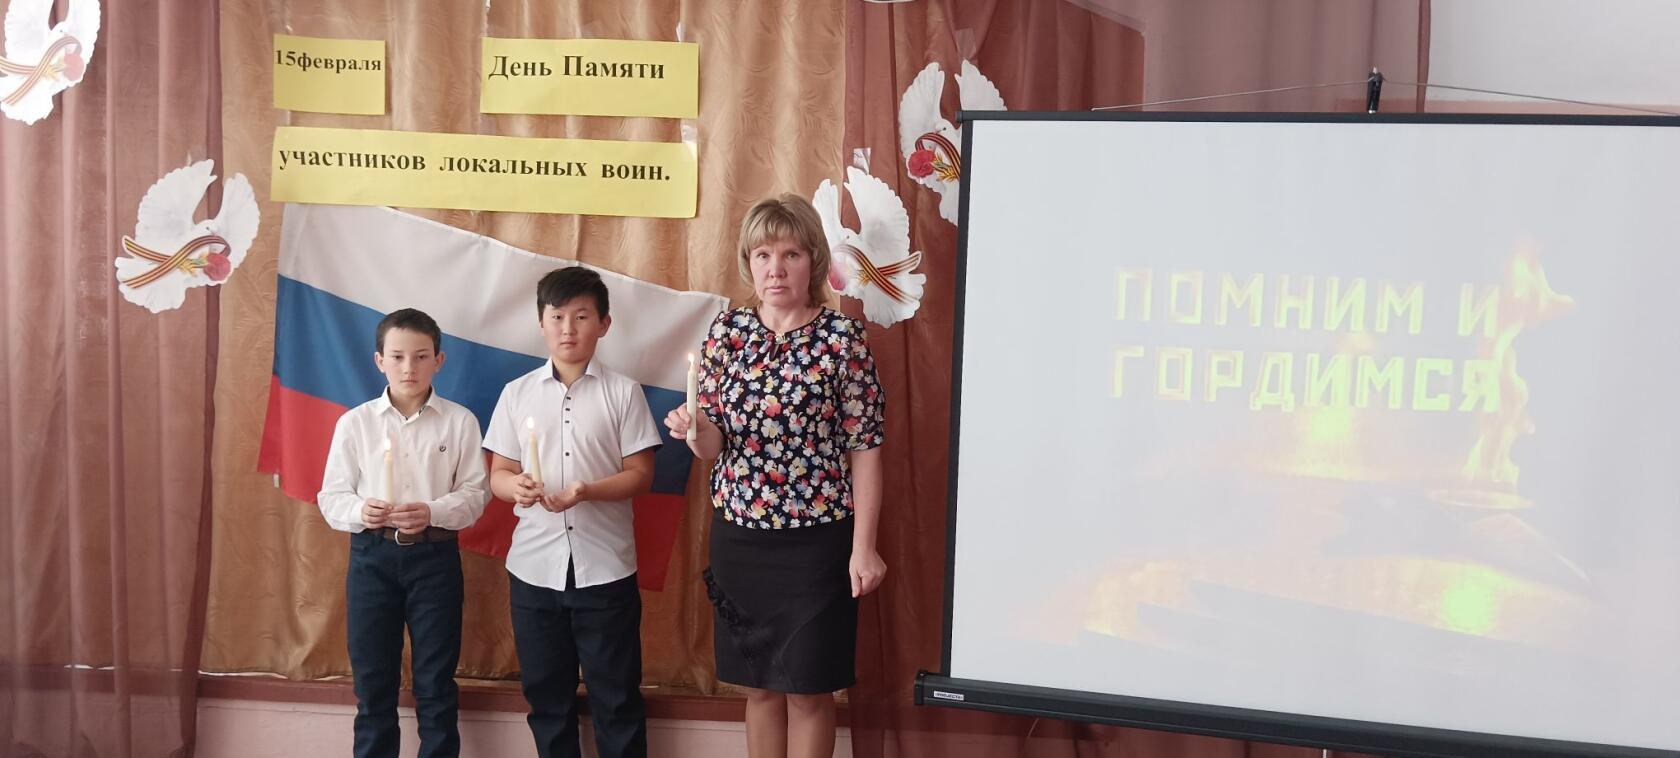 15февраля
День Памяти
участников локальных воин.
ПОМНИМ И
ГОРДИМСЯ